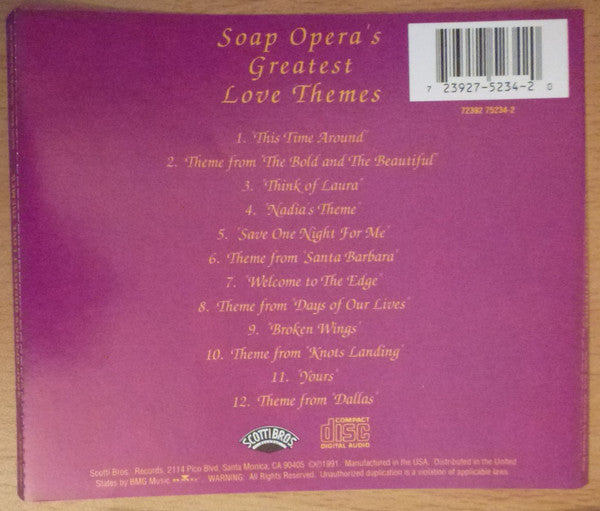 Soap Opera's
Greatest
Love Themes
7 23927-5234-2 0
72392 75234-2
1. 'This Time Around'
2. Theme from 'The Bold and The Beautiful'
3. 'Think of Laura'
4. 'Nadia's Theme'
5. 'Save One Night For Me'
6. Theme from 'Santa Barbara'
7. 'Welcome to The Edge'
8. Theme from 'Days of Our Lives'
9. 'Broken Wings'
10. Theme from 'Knots Landing'
11. 'Yours'
12. Theme from 'Dallas'
SCOTTI BROS.
COMPACT
disc
DIGITAL AUDIO
Scotti Bros. Records, 2114 Pico Blvd, Santa Monica, CA 90405 ©℗1991. Manufactured in the USA. Distributed in the United
States by BMG Music WARNING: All Rights Reserved. Unauthorized duplication is a violation of applicable laws.